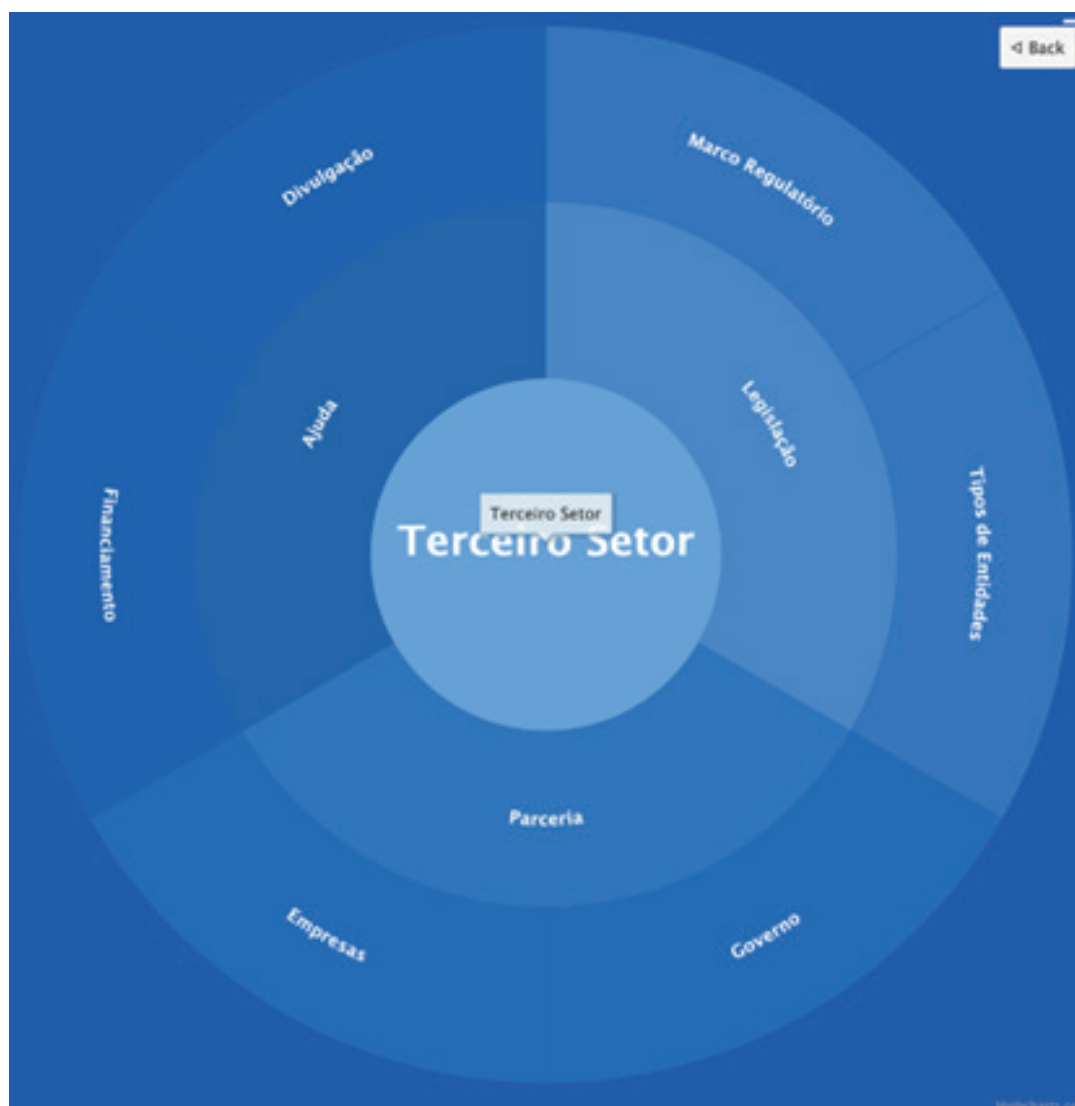 ◁ Back
Divulgação
Marco Regulatório
Ajuda
Legislação
Financiamento
Terceiro Setor
Terceiro Setor
Tipos de Entidades
Parceria
Empresas
Governo